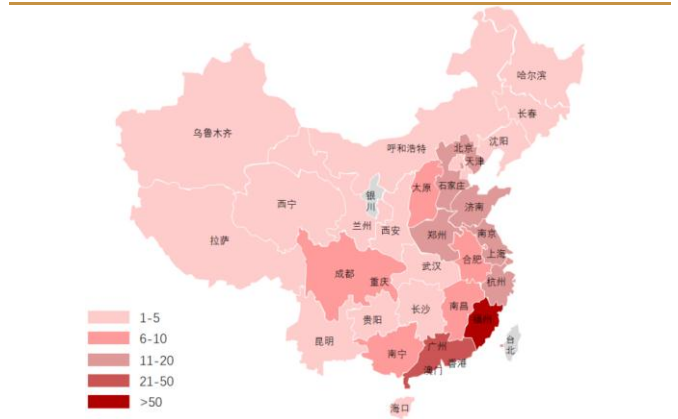 哈尔滨
长春
乌鲁木齐
沈阳
呼和浩特
北京
天津
石家庄
太原
银川
西宁
济南
兰州
西安
郑州
南京
拉萨
上海
合肥
武汉
成都
重庆
杭州
长沙
南昌
贵阳
福州
昆明
广州
台北
南宁
香港
澳门
海口
1-5
6-10
11-20
21-50
>50